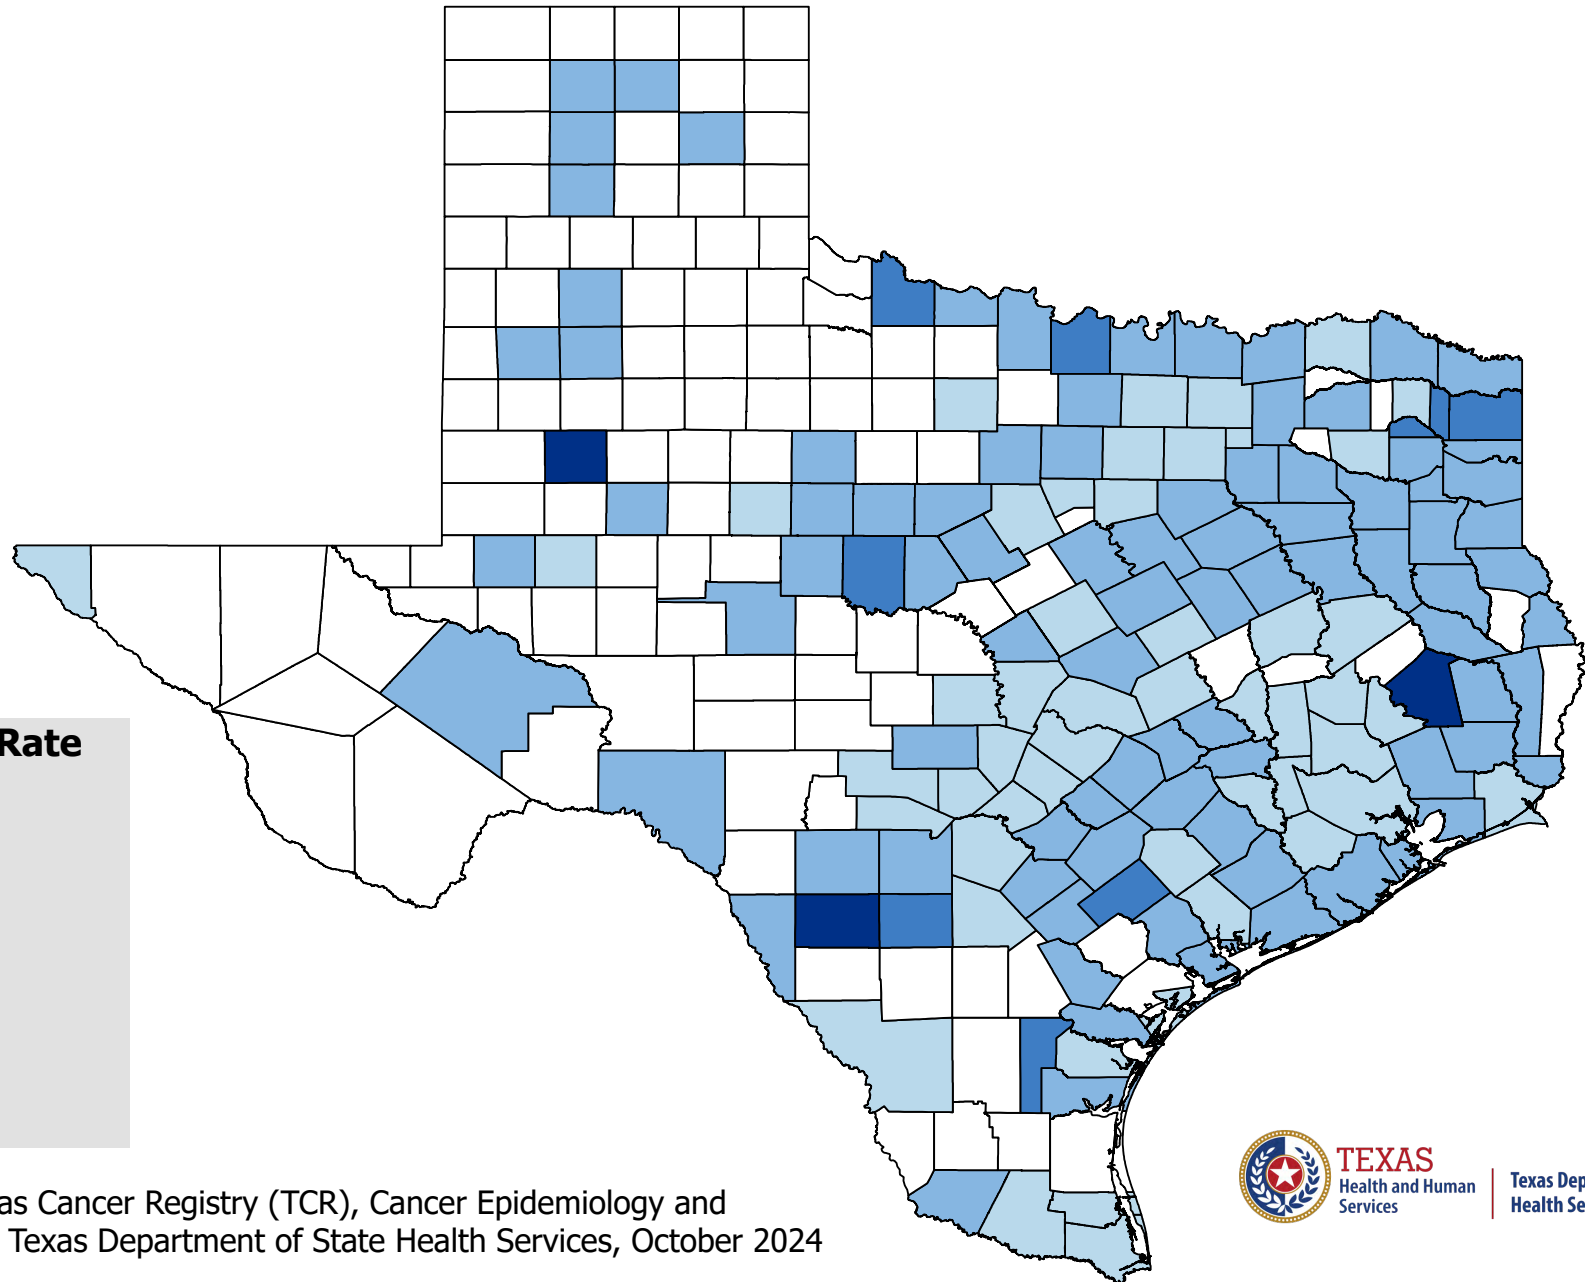 Rate
as Cancer Registry (TCR), Cancer Epidemiology and
Texas Department of State Health Services, October 2024
TEXAS
Health and Human
Services
Texas Dep
Health Se